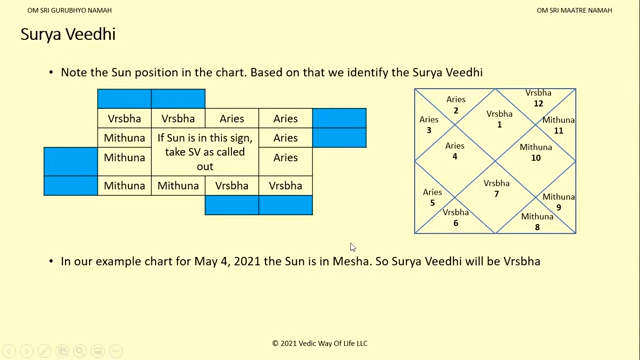 OM SRI GURUBHYO NAMAH
OM SRI MAATRE NAMAH
Surya Veedhi
• Note the Sun position in the chart. Based on that we identify the Surya Veedhi
Vrsbha Vrsbha Aries Aries
Mithuna If Sun is in this sign, Aries
take SV as called
Mithuna out Aries
Mithuna Mithuna Vrsbha Vrsbha
Vrsbha
12
Aries
2
Vrsbha
1
Aries
3
Mithuna
11
Aries
4
Mithuna
10
Vrsbha
7
Aries
5
Mithuna
9
Vrsbha
6
Mithuna
8
• In our example chart for May 4, 2021 the Sun is in Mesha. So Surya Veedhi will be Vrsbha
© 2021 Vedic Way Of Life LLC